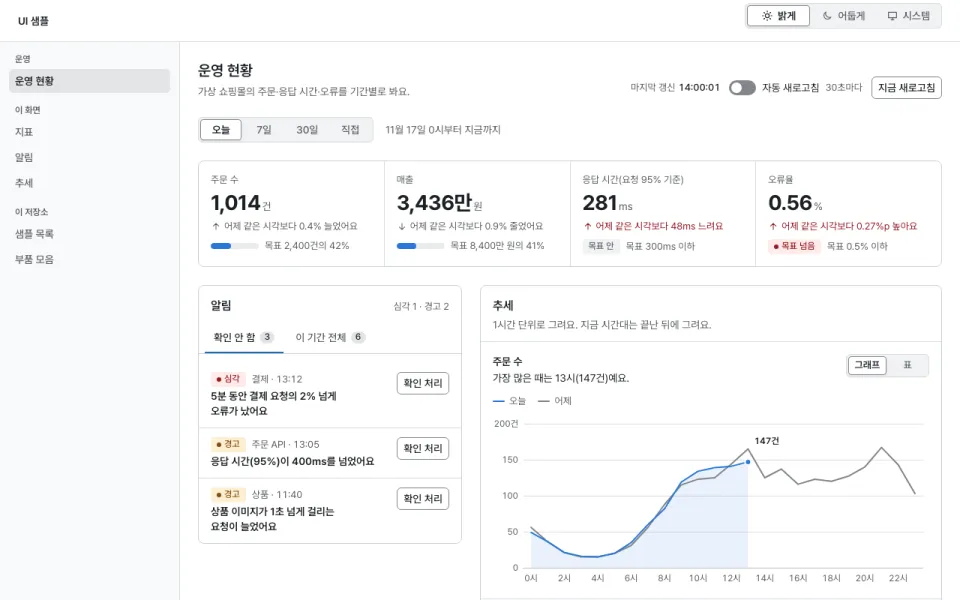 UI 샘플
밝게 어둡게 시스템
운영
운영 현황
이 화면
지표
알림
추세
이 저장소
샘플 목록
부품 모음
운영 현황
가상 쇼핑몰의 주문·응답 시간·오류를 기간별로 봐요.
마지막 갱신 14:00:01 자동 새로고침 30초마다 지금 새로고침
오늘 7일 30일 직접 11월 17일 0시부터 지금까지
주문 수
1,014건
↑ 어제 같은 시각보다 0.4% 늘었어요
목표 2,400건의 42%
매출
3,436만원
↓ 어제 같은 시각보다 0.9% 줄었어요
목표 8,400만 원의 41%
응답 시간(요청 95% 기준)
281ms
↑ 어제 같은 시각보다 48ms 느려요
목표 안 목표 300ms 이하
오류율
0.56%
↑ 어제 같은 시각보다 0.27%p 높아요
목표 넘음 목표 0.5% 이하
알림 심각 1 · 경고 2
확인 안 함 3 이 기간 전체 6
심각 결제 · 13:12
5분 동안 결제 요청의 2% 넘게
오류가 났어요
확인 처리
경고 주문 API · 13:05
응답 시간(95%)이 400ms를 넘었어요
확인 처리
경고 상품 · 11:40
상품 이미지가 1초 넘게 걸리는
요청이 늘었어요
확인 처리
추세
1시간 단위로 그려요. 지금 시간대는 끝난 뒤에 그려요.
주문 수
가장 많은 때는 13시(147건)예요.
그래프 표
오늘 어제
200건
150
100
50
0
147건
0시 2시 4시 6시 8시 10시 12시 14시 16시 18시 20시 22시